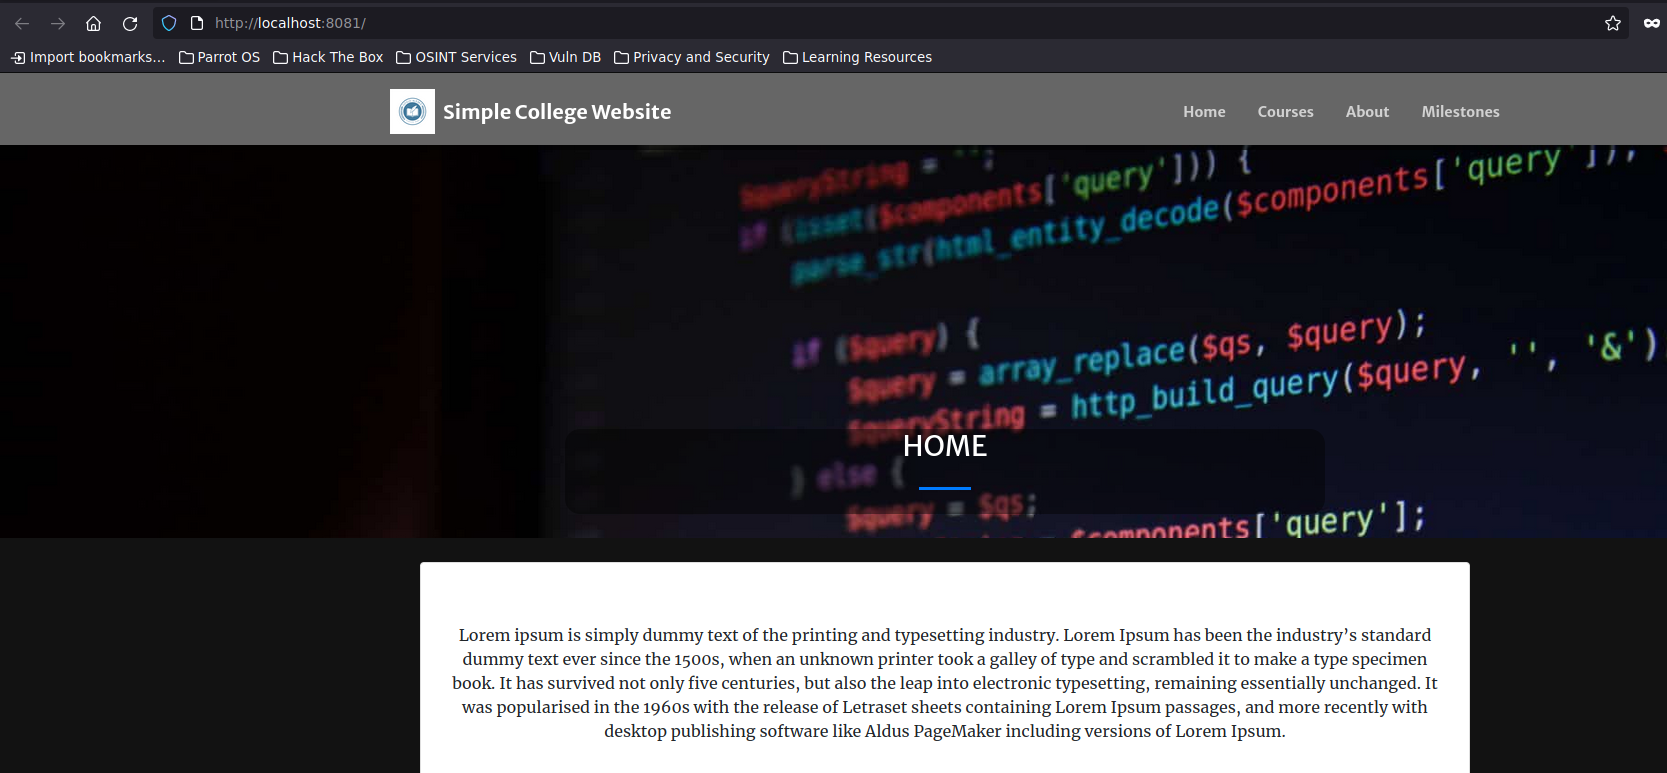 http://localhost:8081/
Import bookmarks... Parrot OS Hack The Box OSINT Services Vuln DB Privacy and Security Learning Resources
Simple College Website Home Courses About Milestones
$queryString = '';
if (isset($components['query'])) {
parse_str(html_entity_decode($components['query']),
if ($query) {
$query = array_replace($qs, $query);
$queryString = http_build_query($query, '', '&')
HOME
} else {
$query = $qs;
$components['query'];
Lorem ipsum is simply dummy text of the printing and typesetting industry. Lorem Ipsum has been the industry’s standard
dummy text ever since the 1500s, when an unknown printer took a galley of type and scrambled it to make a type specimen
book. It has survived not only five centuries, but also the leap into electronic typesetting, remaining essentially unchanged. It
was popularised in the 1960s with the release of Letraset sheets containing Lorem Ipsum passages, and more recently with
desktop publishing software like Aldus PageMaker including versions of Lorem Ipsum.